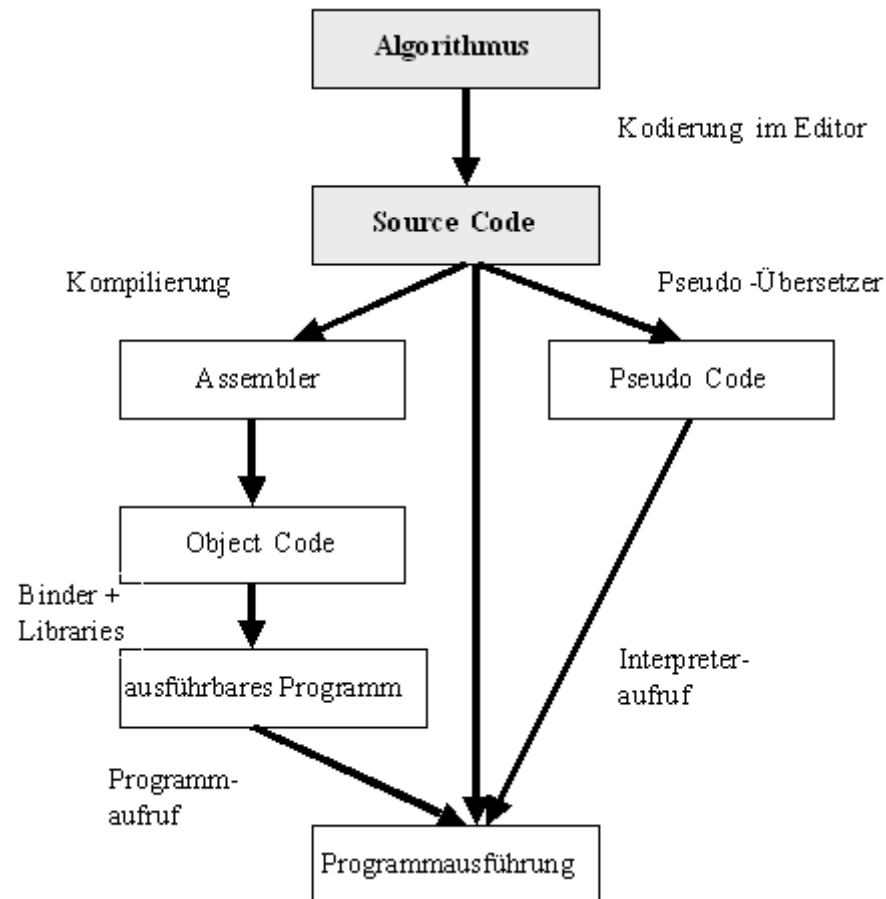 Algorithmus
Kodierung im Editor
Source Code
Kompilierung
Pseudo -Übersetzer
Assembler
Pseudo Code
Object Code
Binder +
Libraries
ausführbares Programm
Interpreter-
aufruf
Programm-
aufruf
Programmausführung